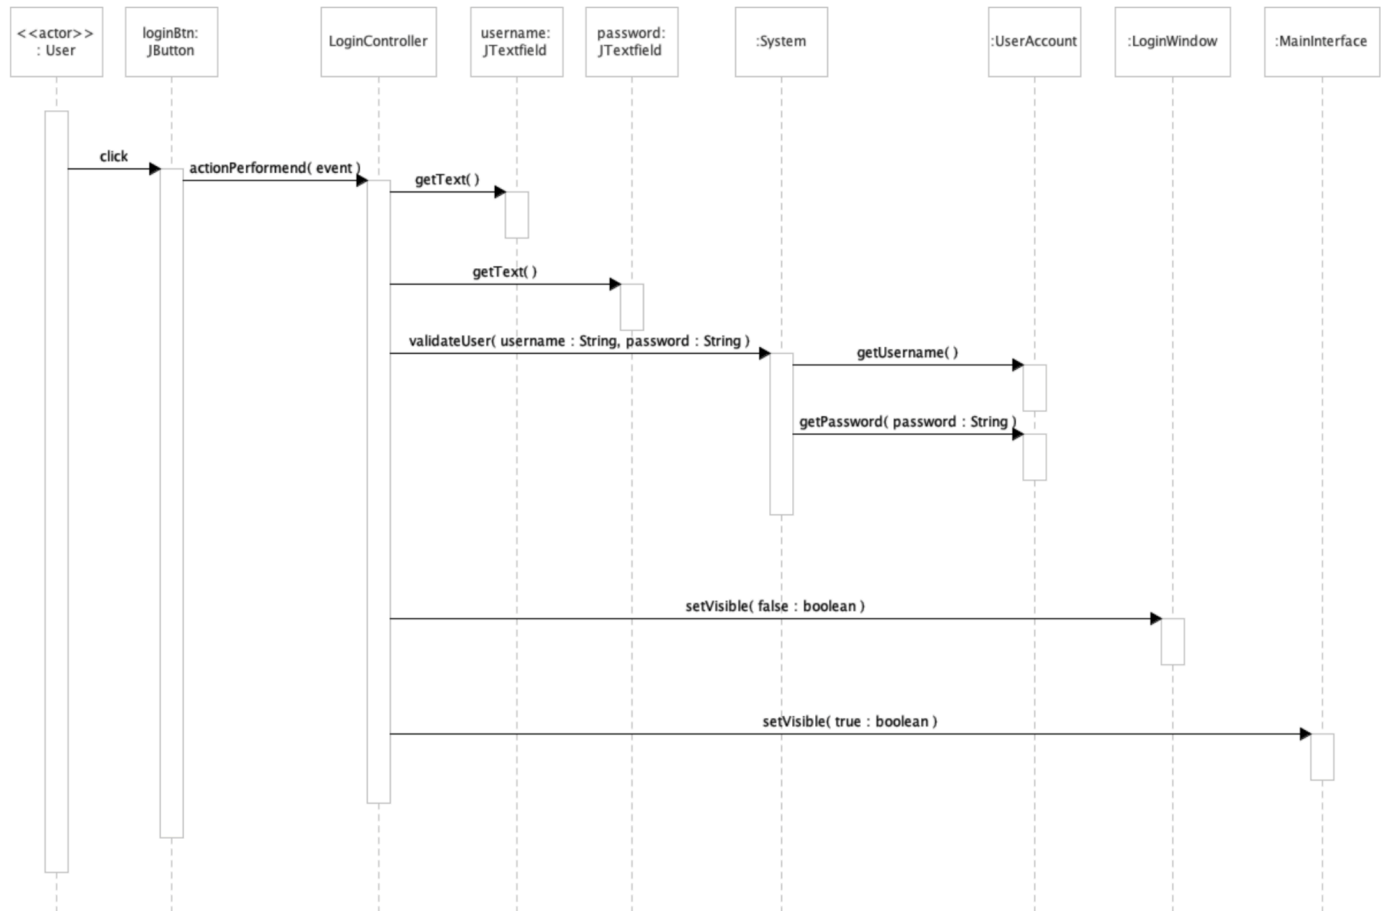 <<actor>>
: User
loginBtn:
JButton
LoginController
username:
JTextfield
password:
JTextfield
:System
:UserAccount
:LoginWindow
:MainInterface
click
actionPerformend( event )
getText( )
getText( )
validateUser( username : String, password : String )
getUsername( )
getPassword( password : String )
setVisible( false : boolean )
setVisible( true : boolean )